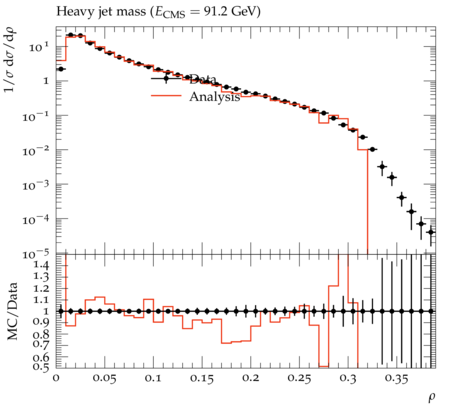 Heavy jet mass (E_CMS = 91.2 GeV)
1/σ dσ/dρ
10^1
1
10^−1
10^−2
10^−3
10^−4
10^−5
Data
Analysis
MC/Data
1.4
1.3
1.2
1.1
1
0.9
0.8
0.7
0.6
0.5
0 0.05 0.1 0.15 0.2 0.25 0.3 0.35
ρ